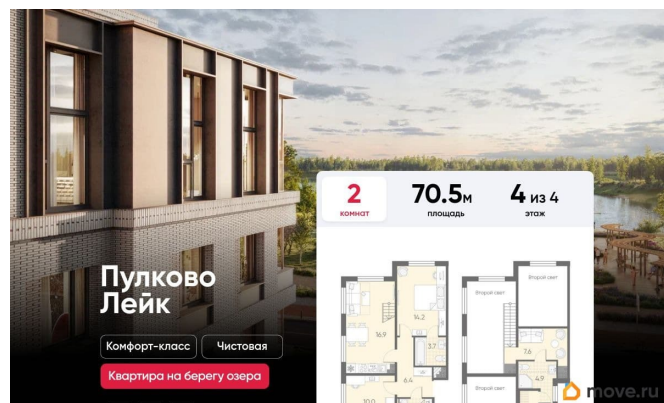 2
комнат
70.5м
площадь
4 из 4
этаж
Пулково
Лейк
Комфорт-класс
Чистовая
Квартира на берегу озера
16.9
14.2
3.7
6.4
10.0
Второй свет
Второй свет
7.6
4.9
Второй свет
move.ru